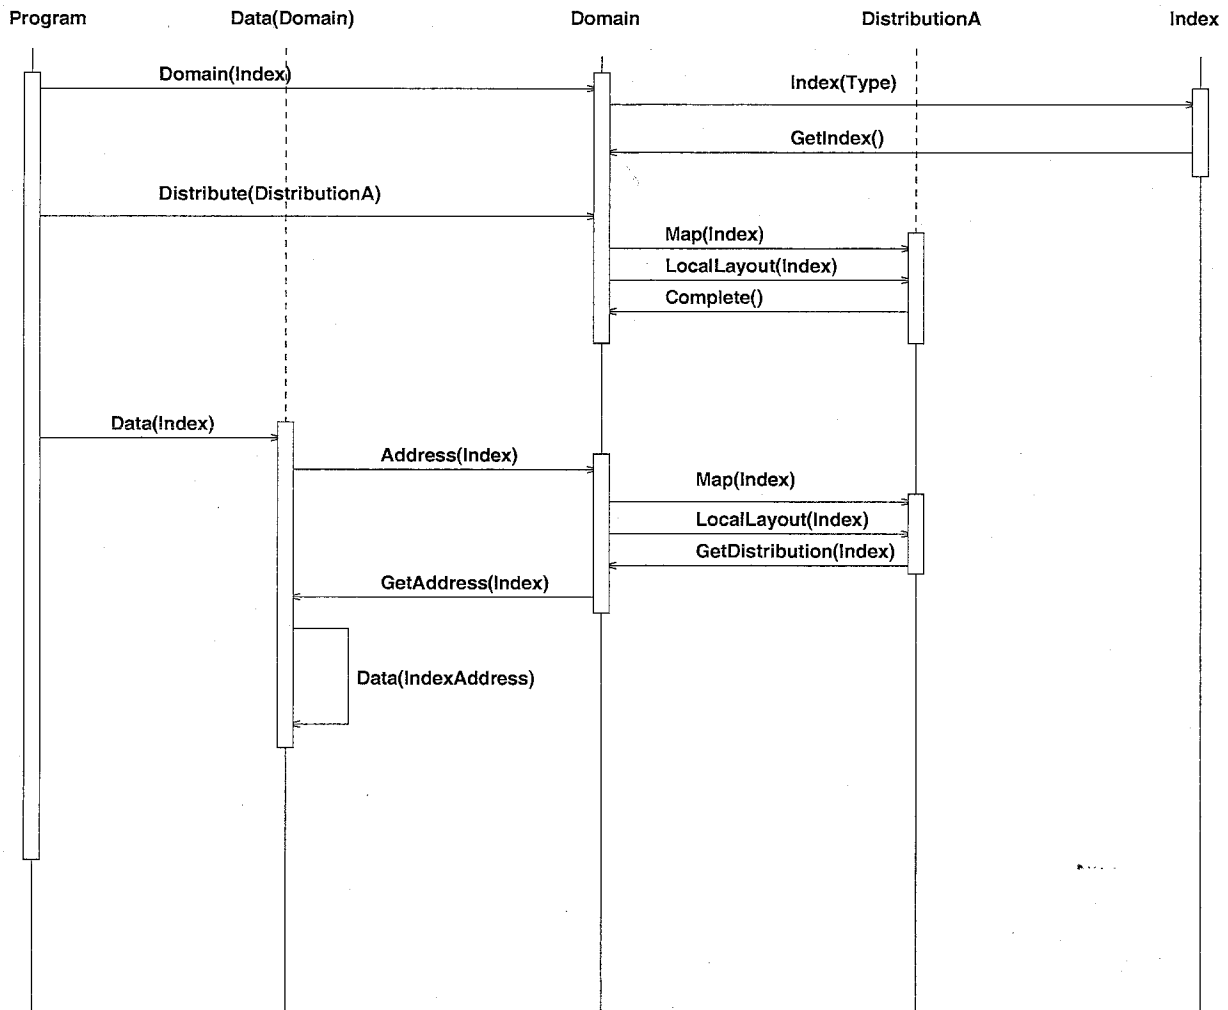 Program Data(Domain) Domain DistributionA Index
Domain(Index)
Index(Type)
GetIndex()
Distribute(DistributionA)
Map(Index)
LocalLayout(Index)
Complete()
Data(Index)
Address(Index)
Map(Index)
LocalLayout(Index)
GetDistribution(Index)
GetAddress(Index)
Data(IndexAddress)